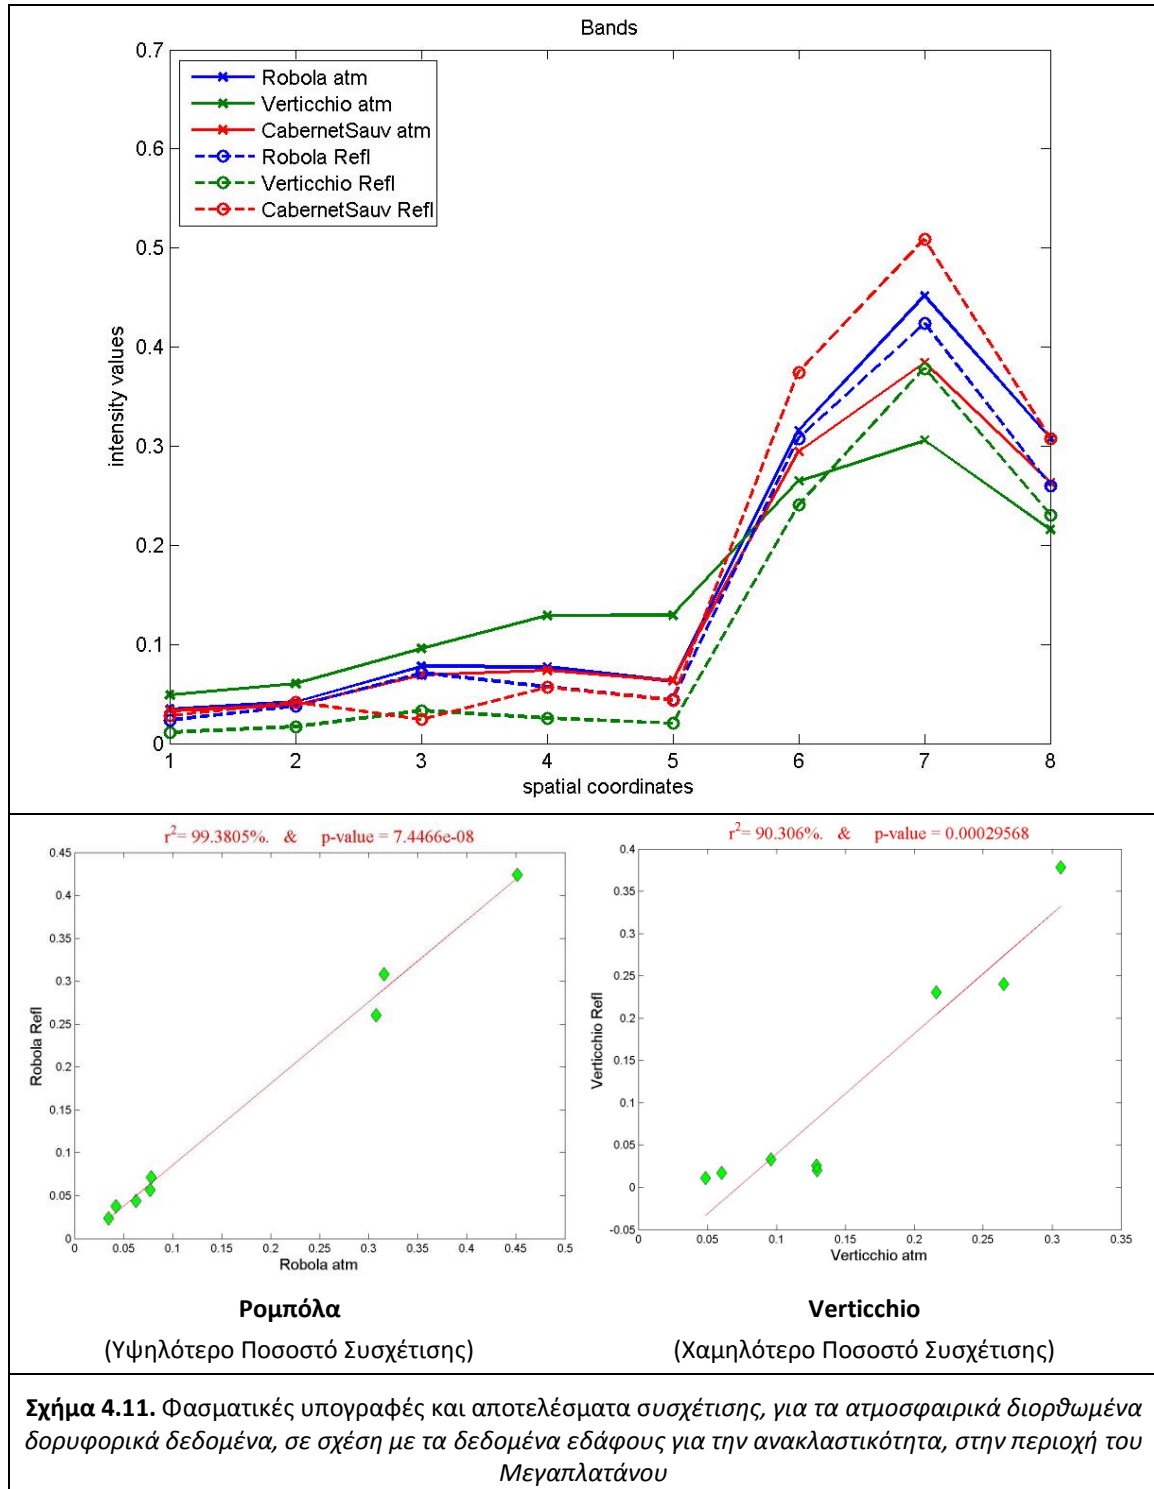 Bands
0.7
0.6
0.5
0.4
0.3
0.2
0.1
0
intensity values
Robola atm
Verticchio atm
CabernetSauv atm
Robola Refl
Verticchio Refl
CabernetSauv Refl
1 2 3 4 5 6 7 8
spatial coordinates
r²= 99.3805%. & p-value = 7.4466e-08
0.45
0.4
0.35
0.3
0.25
0.2
0.15
0.1
0.05
0
Robola Refl
0 0.05 0.1 0.15 0.2 0.25 0.3 0.35 0.4 0.45 0.5
Robola atm
Ρομπόλα
(Υψηλότερο Ποσοστό Συσχέτισης)
r²= 90.306%. & p-value = 0.00029568
0.4
0.35
0.3
0.25
0.2
0.15
0.1
0.05
0
-0.05
Verticchio Refl
0 0.05 0.1 0.15 0.2 0.25 0.3 0.35
Verticchio atm
Verticchio
(Χαμηλότερο Ποσοστό Συσχέτισης)
Σχήμα 4.11. Φασματικές υπογραφές και αποτελέσματα συσχέτισης, για τα ατμοσφαιρικά διορθωμένα
δορυφορικά δεδομένα, σε σχέση με τα δεδομένα εδάφους για την ανακλαστικότητα, στην περιοχή του
Μεγαπλατάνου